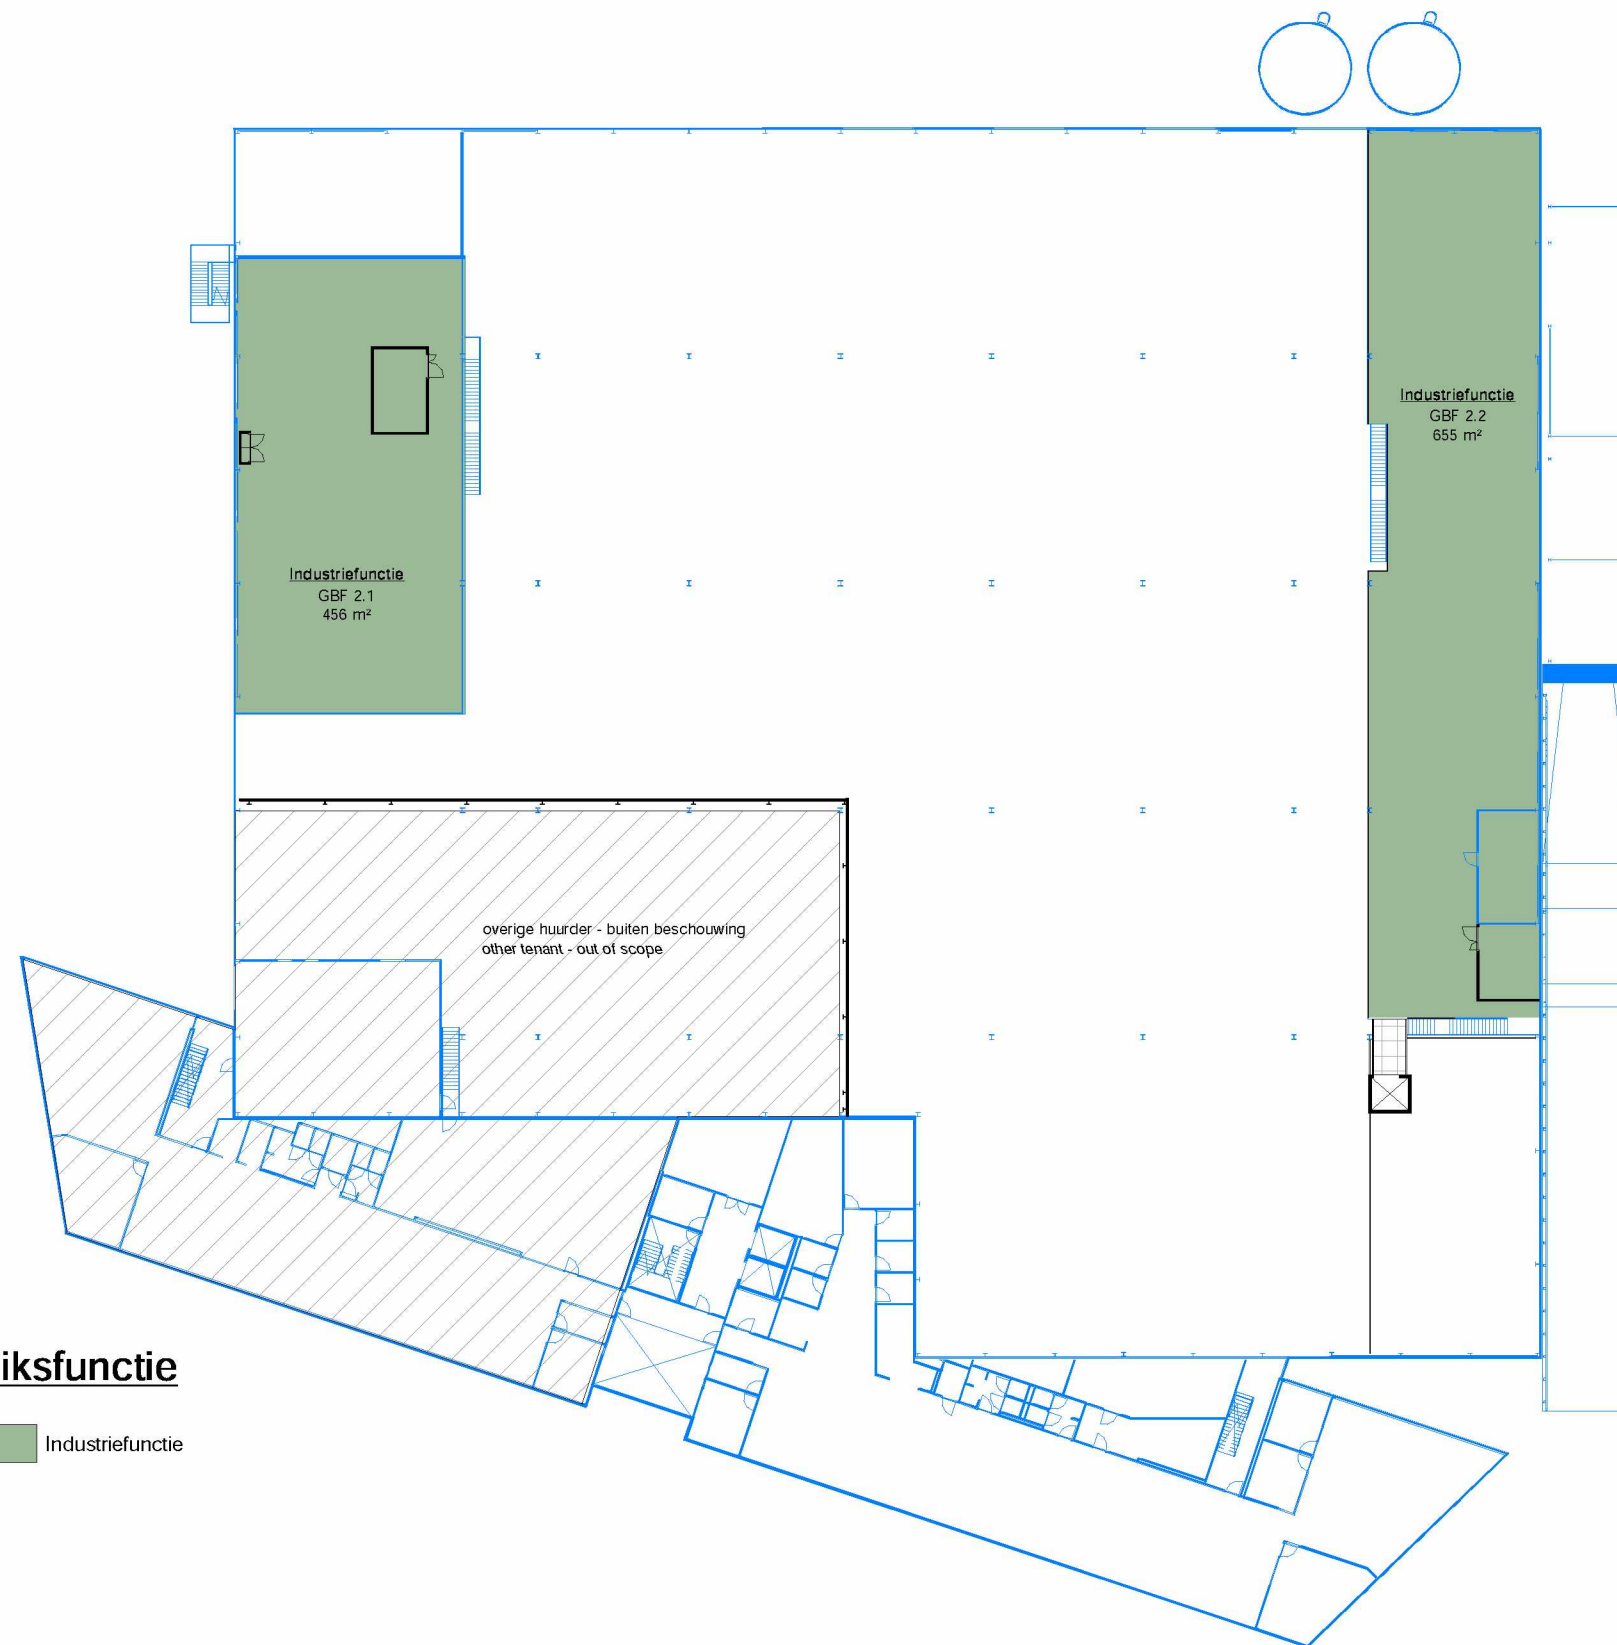 Industriefunctie
GBF 2.2
655 m²
Industriefunctie
GBF 2.1
456 m²
overige huurder - buiten beschouwing
other tenant - out of scope
iksfunctie
Industriefunctie